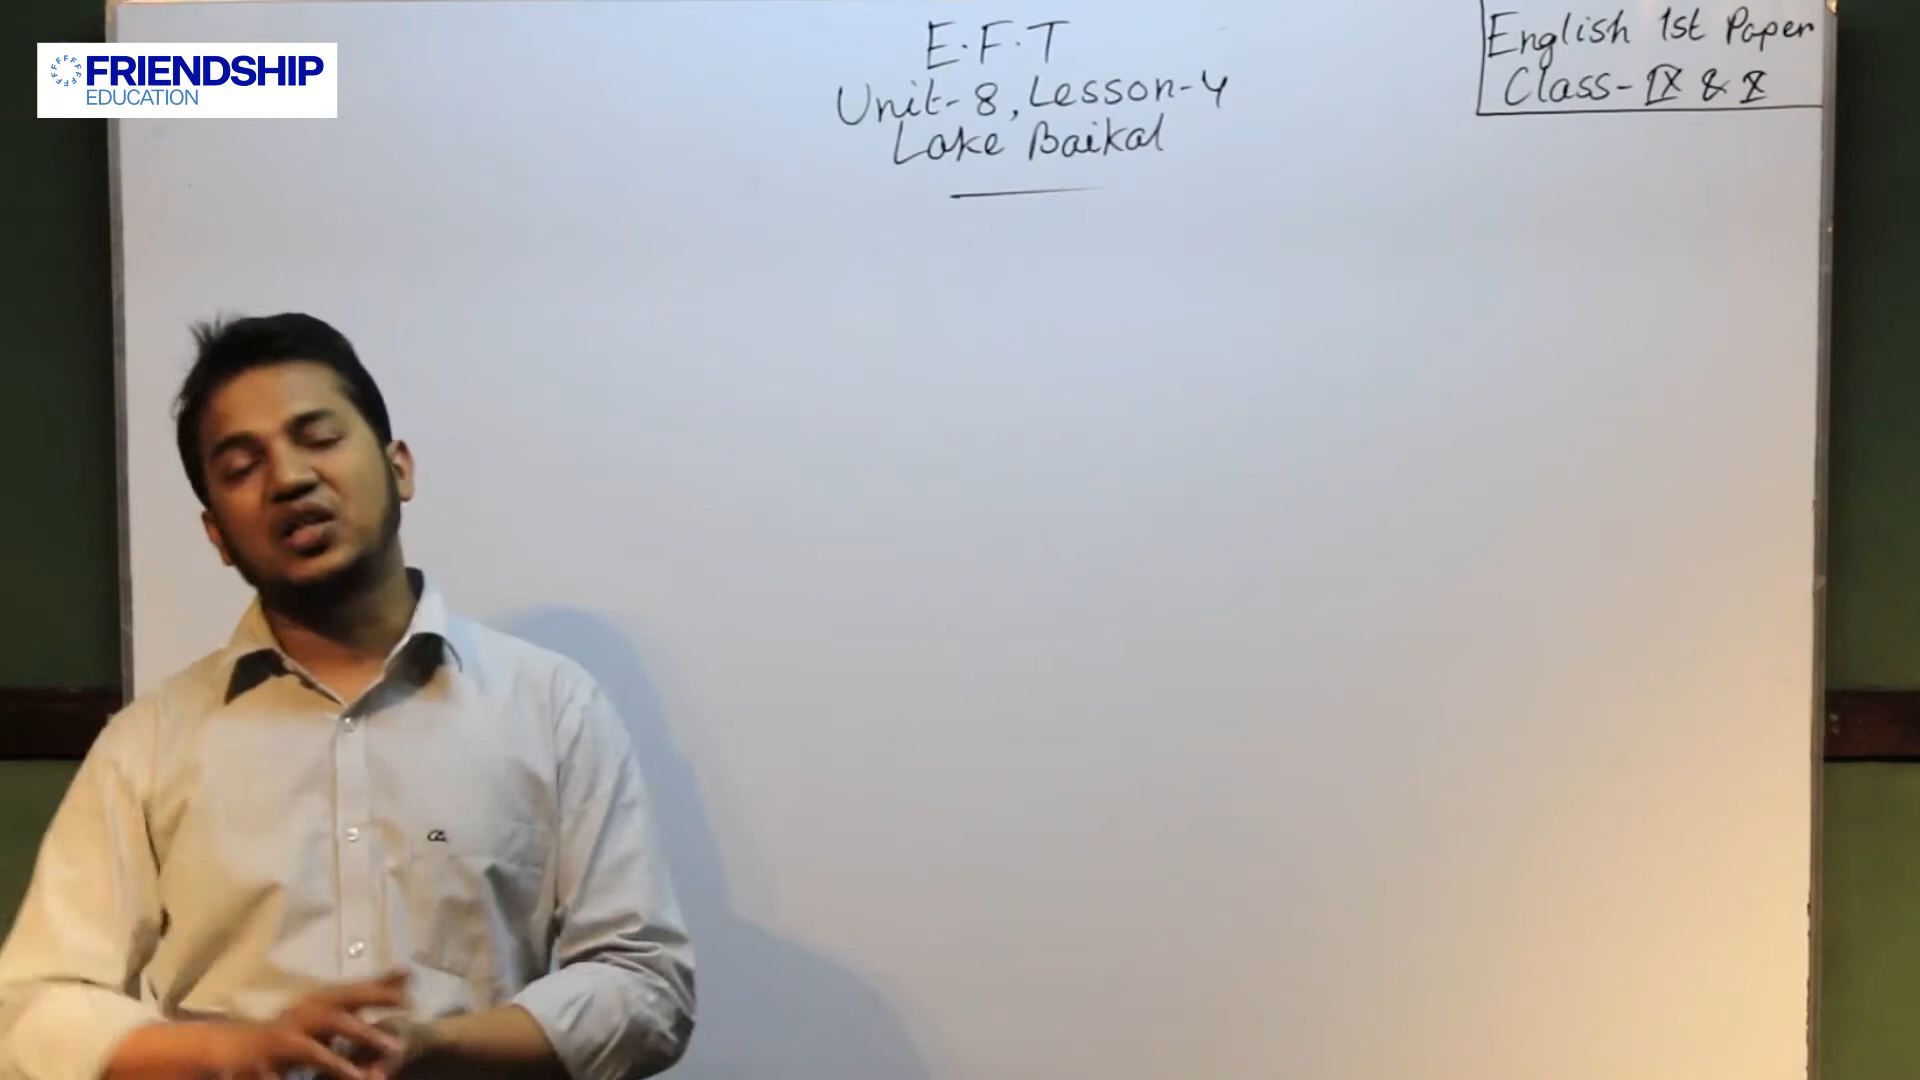 FRIENDSHIP
EDUCATION
E.F.T
Unit-8, Lesson-4
Lake Baikal
English 1st Paper
Class-IX & X